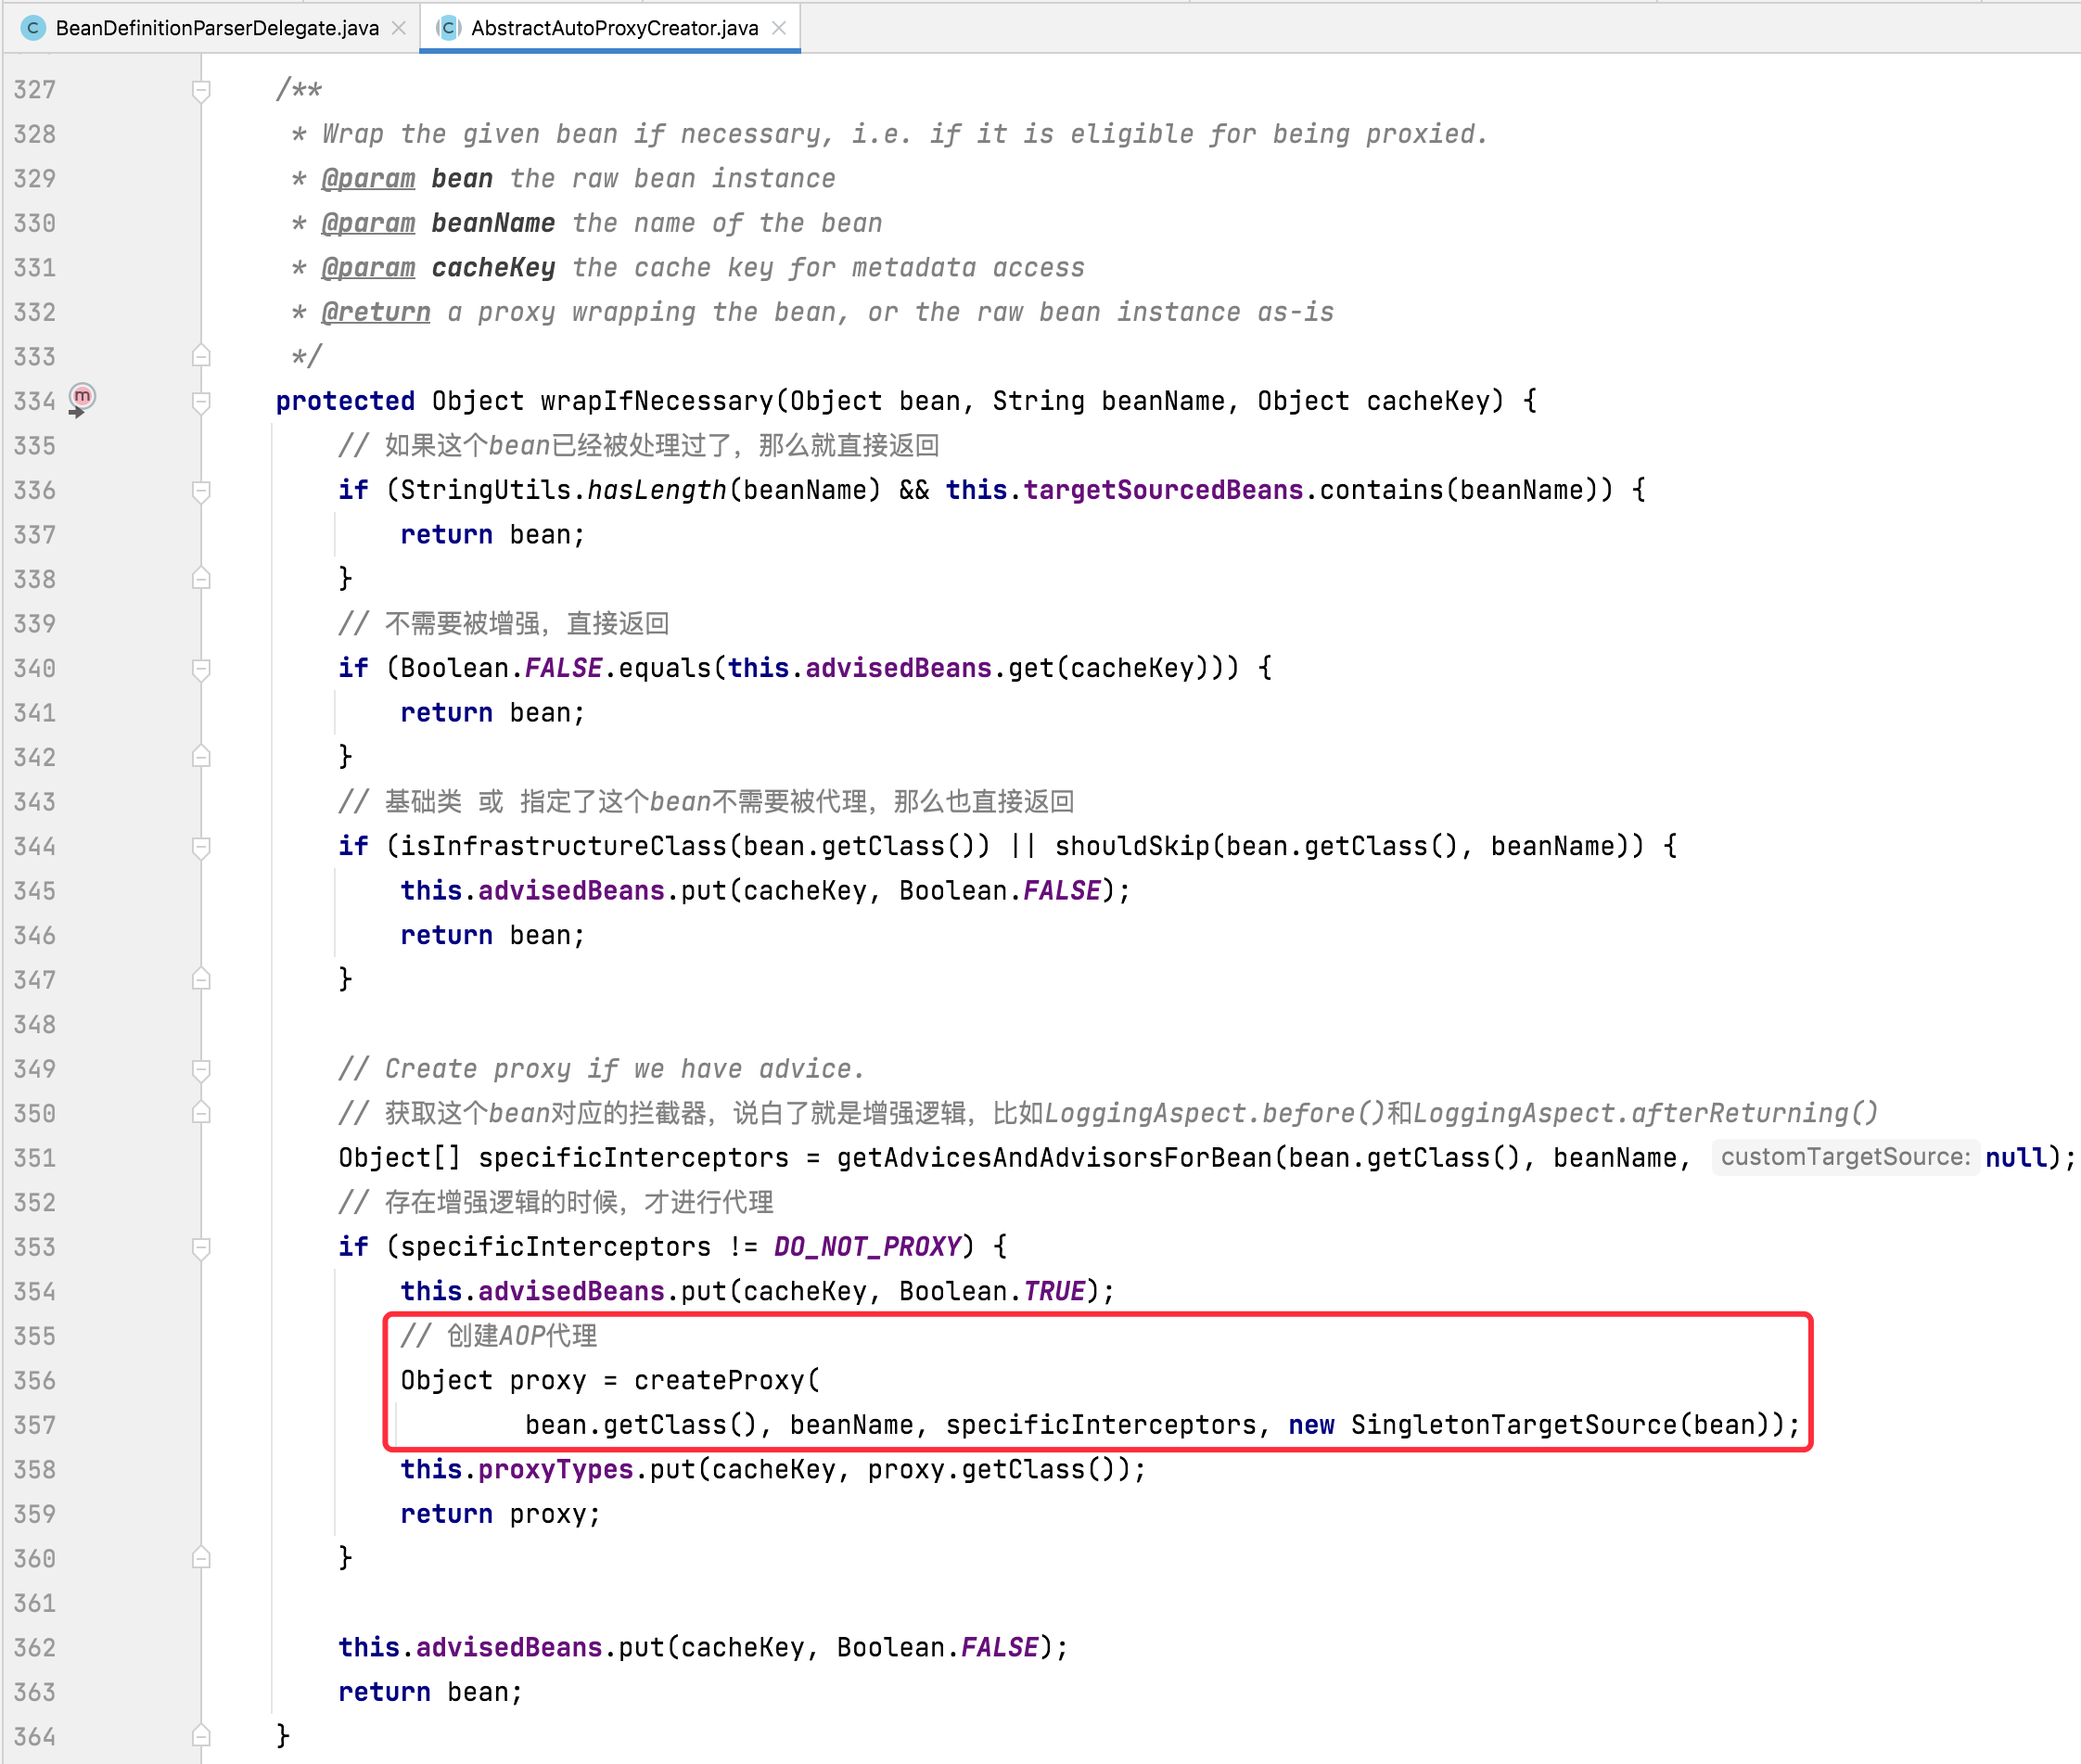 BeanDefinitionParserDelegate.java AbstractAutoProxyCreator.java
327 /**
328 * Wrap the given bean if necessary, i.e. if it is eligible for being proxied.
329 * @param bean the raw bean instance
330 * @param beanName the name of the bean
331 * @param cacheKey the cache key for metadata access
332 * @return a proxy wrapping the bean, or the raw bean instance as-is
333 */
334 protected Object wrapIfNecessary(Object bean, String beanName, Object cacheKey) {
335 // 如果这个bean已经被处理过了，那么就直接返回
336 if (StringUtils.hasLength(beanName) && this.targetSourcedBeans.contains(beanName)) {
337 return bean;
338 }
339 // 不需要被增强，直接返回
340 if (Boolean.FALSE.equals(this.advisedBeans.get(cacheKey))) {
341 return bean;
342 }
343 // 基础类 或 指定了这个bean不需要被代理，那么也直接返回
344 if (isInfrastructureClass(bean.getClass()) || shouldSkip(bean.getClass(), beanName)) {
345 this.advisedBeans.put(cacheKey, Boolean.FALSE);
346 return bean;
347 }
348
349 // Create proxy if we have advice.
350 // 获取这个bean对应的拦截器，说白了就是增强逻辑，比如LoggingAspect.before()和LoggingAspect.afterReturning()
351 Object[] specificInterceptors = getAdvicesAndAdvisorsForBean(bean.getClass(), beanName, customTargetSource: null);
352 // 存在增强逻辑的时候，才进行代理
353 if (specificInterceptors != DO_NOT_PROXY) {
354 this.advisedBeans.put(cacheKey, Boolean.TRUE);
355 // 创建AOP代理
356 Object proxy = createProxy(
357 bean.getClass(), beanName, specificInterceptors, new SingletonTargetSource(bean));
358 this.proxyTypes.put(cacheKey, proxy.getClass());
359 return proxy;
360 }
361
362 this.advisedBeans.put(cacheKey, Boolean.FALSE);
363 return bean;
364 }